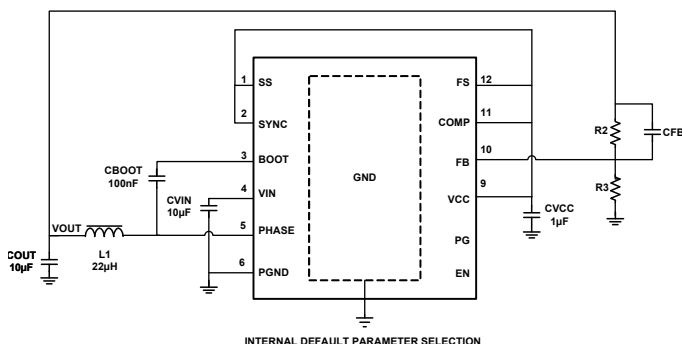 1 SS
2 SYNC
3 BOOT
4 VIN
5 PHASE
6 PGND
GND
FS 12
COMP 11
FB 10
VCC 9
PG
EN
CBOOT
100nF
CVIN
10µF
VOUT
L1
22µH
COUT
10µF
R2
CFB
R3
CVCC
1µF
INTERNAL DEFAULT PARAMETER SELECTION